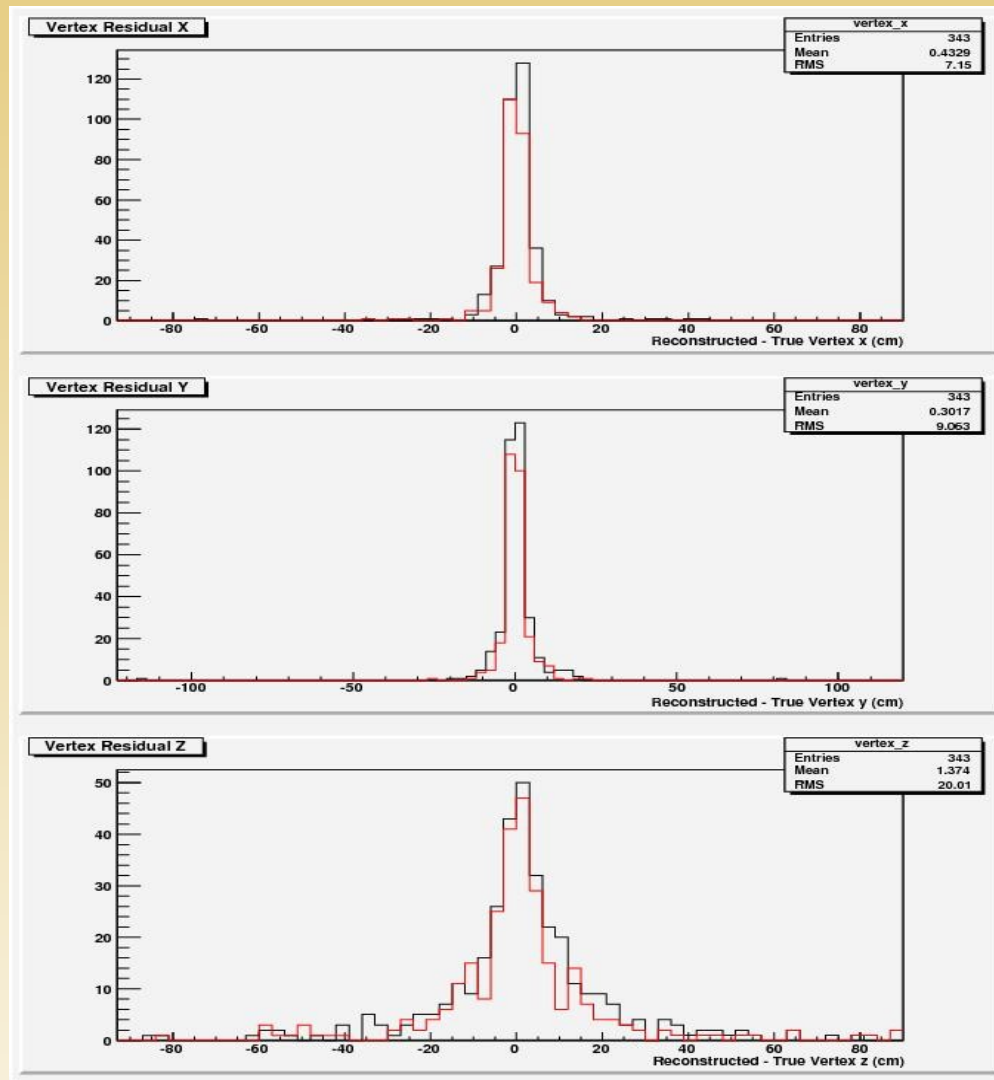 Vertex Residual X
vertex_x
Entries 343
Mean 0.4329
RMS 7.15
120
100
80
60
40
20
0
-80 -60 -40 -20 0 20 40 60 80
Reconstructed - True Vertex x (cm)
Vertex Residual Y
vertex_y
Entries 343
Mean 0.3017
RMS 9.053
120
100
80
60
40
20
0
-100 -50 0 50 100
Reconstructed - True Vertex y (cm)
Vertex Residual Z
vertex_z
Entries 343
Mean 1.374
RMS 20.01
50
40
30
20
10
0
-80 -60 -40 -20 0 20 40 60 80
Reconstructed - True Vertex z (cm)